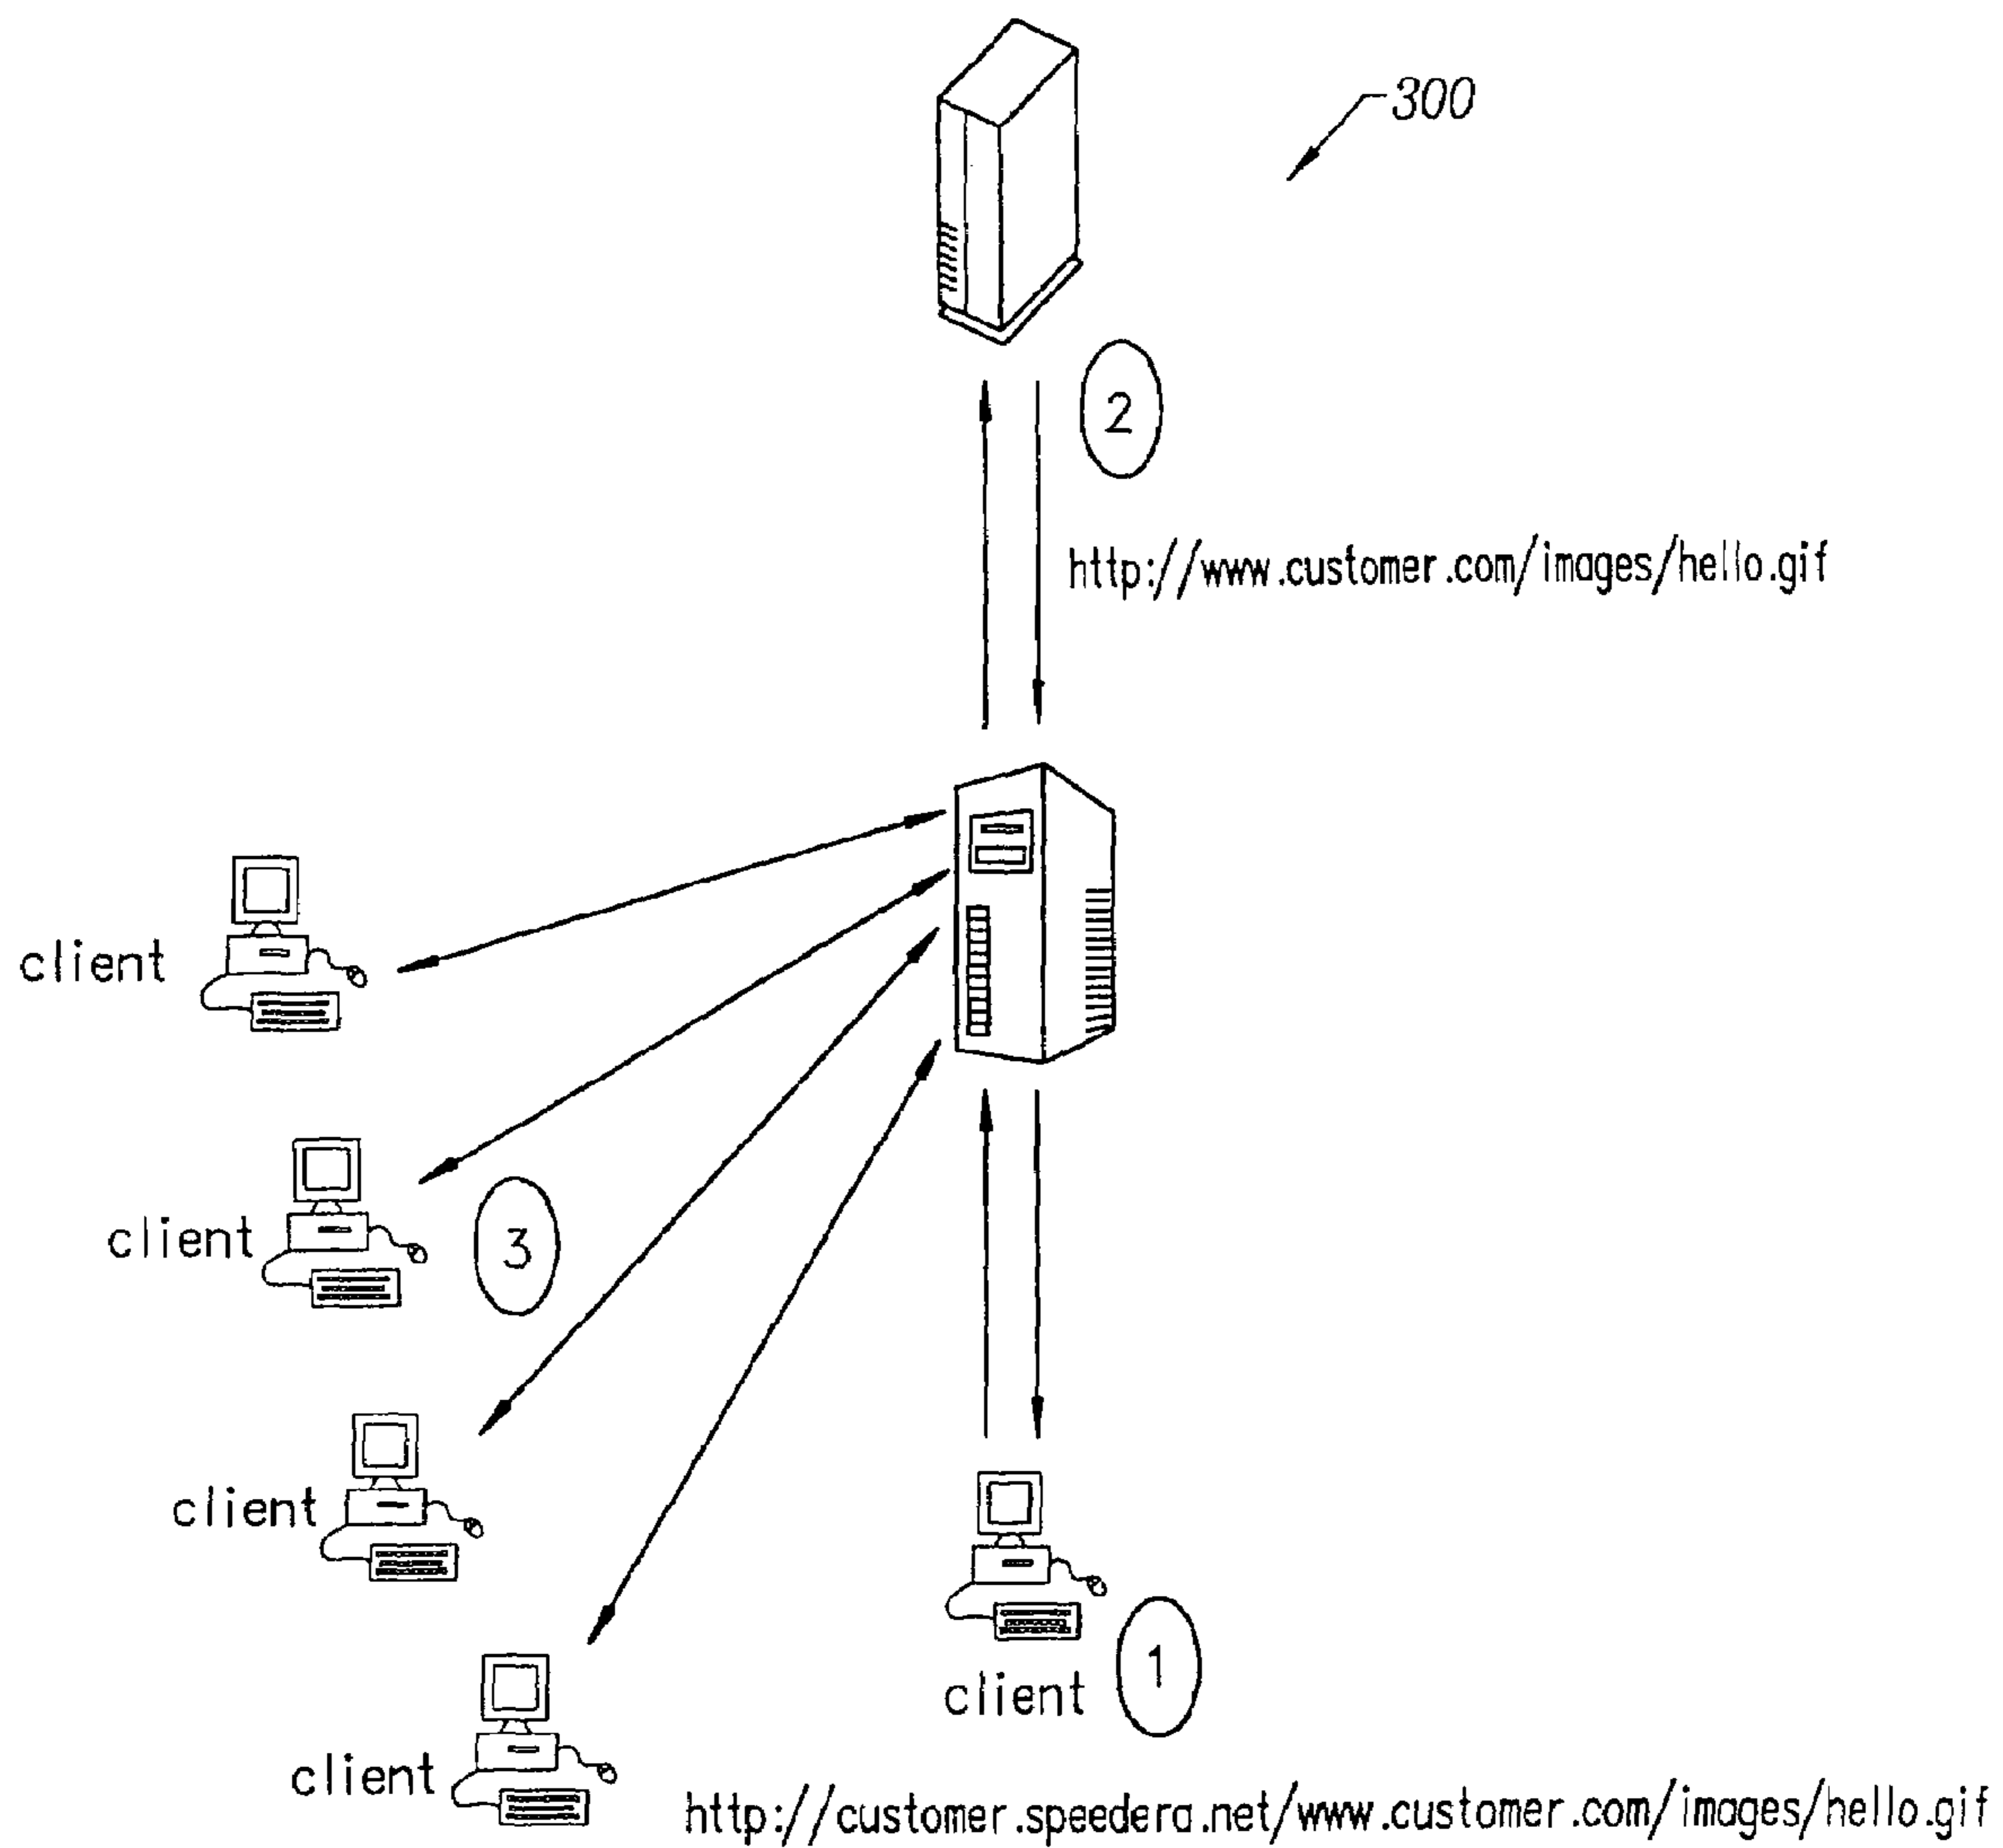 300
2
http://www.customer.com/images/hello.gif
client
client
3
client
client
1
client
http://customer.speedera.net/www.customer.com/images/hello.gif